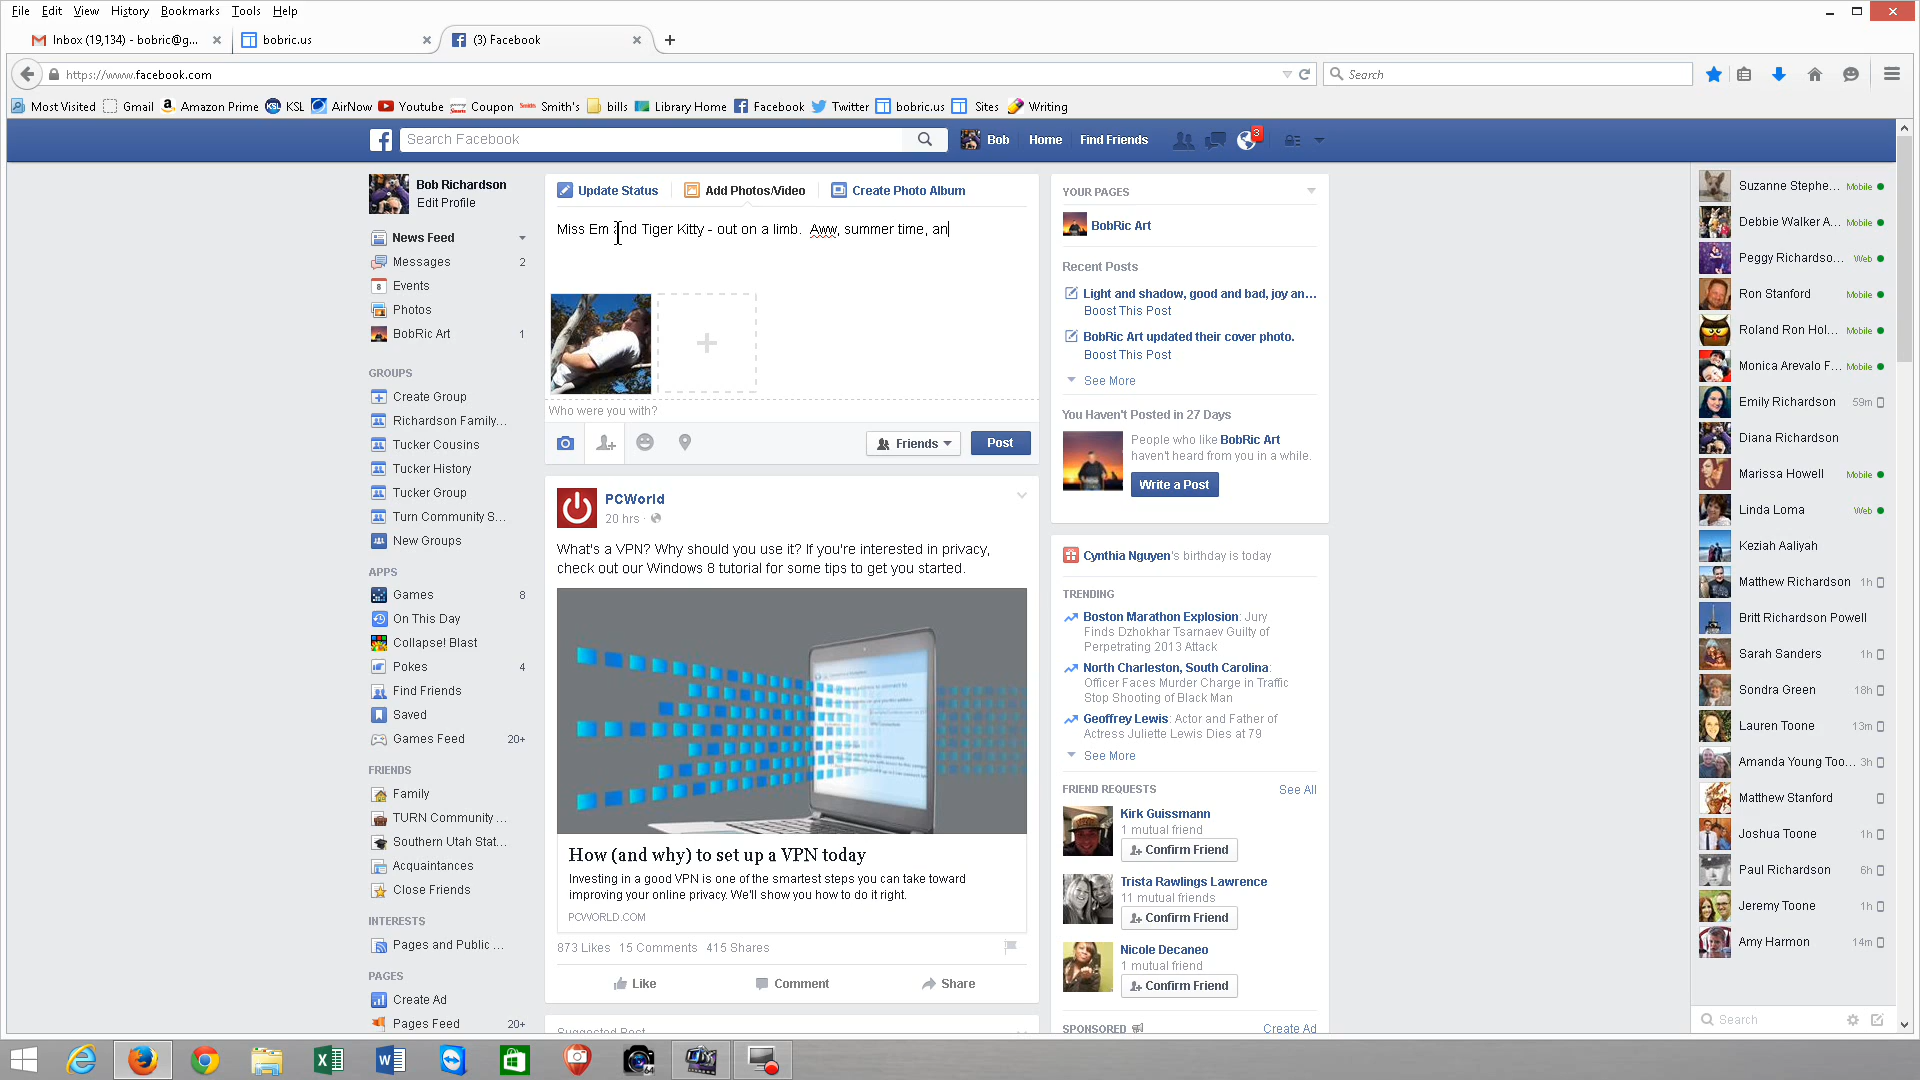 File Edit View History Bookmarks Tools Help
Inbox (19,134) - bobric@g... bobric.us (3) Facebook
https://www.facebook.com Search
Most Visited Gmail Amazon Prime KSL AirNow Youtube Coupon Smith's bills Library Home Facebook Twitter bobric.us Sites Writing
Search Facebook Bob Home Find Friends 3
Bob Richardson
Edit Profile
News Feed
Messages 2
Events
Photos
BobRic Art 1
GROUPS
Create Group
Richardson Family...
Tucker Cousins
Tucker History
Tucker Group
Turn Community S...
New Groups
APPS
Games 8
On This Day
Collapse! Blast
Pokes 4
Find Friends
Saved
Games Feed 20+
FRIENDS
Family
TURN Community ...
Southern Utah Stat...
Acquaintances
Close Friends
INTERESTS
Pages and Public ...
PAGES
Create Ad
Pages Feed 20+
Update Status Add Photos/Video Create Photo Album
Miss Em and Tiger Kitty - out on a limb. Aww, summer time, an
Who were you with?
Friends Post
PCWorld
20 hrs ·
What's a VPN? Why should you use it? If you're interested in privacy,
check out our Windows 8 tutorial for some tips to get you started.
How (and why) to set up a VPN today
Investing in a good VPN is one of the smartest steps you can take toward
improving your online privacy. We'll show you how to do it right.
PCWORLD.COM
873 Likes 15 Comments 415 Shares
Like Comment Share
Suggested Post
YOUR PAGES
BobRic Art
Recent Posts
Light and shadow, good and bad, joy an...
Boost This Post
BobRic Art updated their cover photo.
Boost This Post
See More
You Haven't Posted in 27 Days
People who like BobRic Art
haven't heard from you in a while.
Write a Post
Cynthia Nguyen's birthday is today
TRENDING
Boston Marathon Explosion: Jury
Finds Dzhokhar Tsarnaev Guilty of
Perpetrating 2013 Attack
North Charleston, South Carolina:
Officer Faces Murder Charge in Traffic
Stop Shooting of Black Man
Geoffrey Lewis: Actor and Father of
Actress Juliette Lewis Dies at 79
See More
FRIEND REQUESTS See All
Kirk Guissmann
1 mutual friend
Confirm Friend
Trista Rawlings Lawrence
11 mutual friends
Confirm Friend
Nicole Decaneo
1 mutual friend
Confirm Friend
SPONSORED Create Ad
Suzanne Stephe... Mobile
Debbie Walker A... Mobile
Peggy Richardso... Web
Ron Stanford Mobile
Roland Ron Hol... Mobile
Monica Arevalo F... Mobile
Emily Richardson 59m
Diana Richardson
Marissa Howell Mobile
Linda Loma Web
Keziah Aaliyah
Matthew Richardson 1h
Britt Richardson Powell
Sarah Sanders 1h
Sondra Green 18h
Lauren Toone 13m
Amanda Young Too... 3h
Matthew Stanford
Joshua Toone 1h
Paul Richardson 6h
Jeremy Toone 1h
Amy Harmon 14m
Search